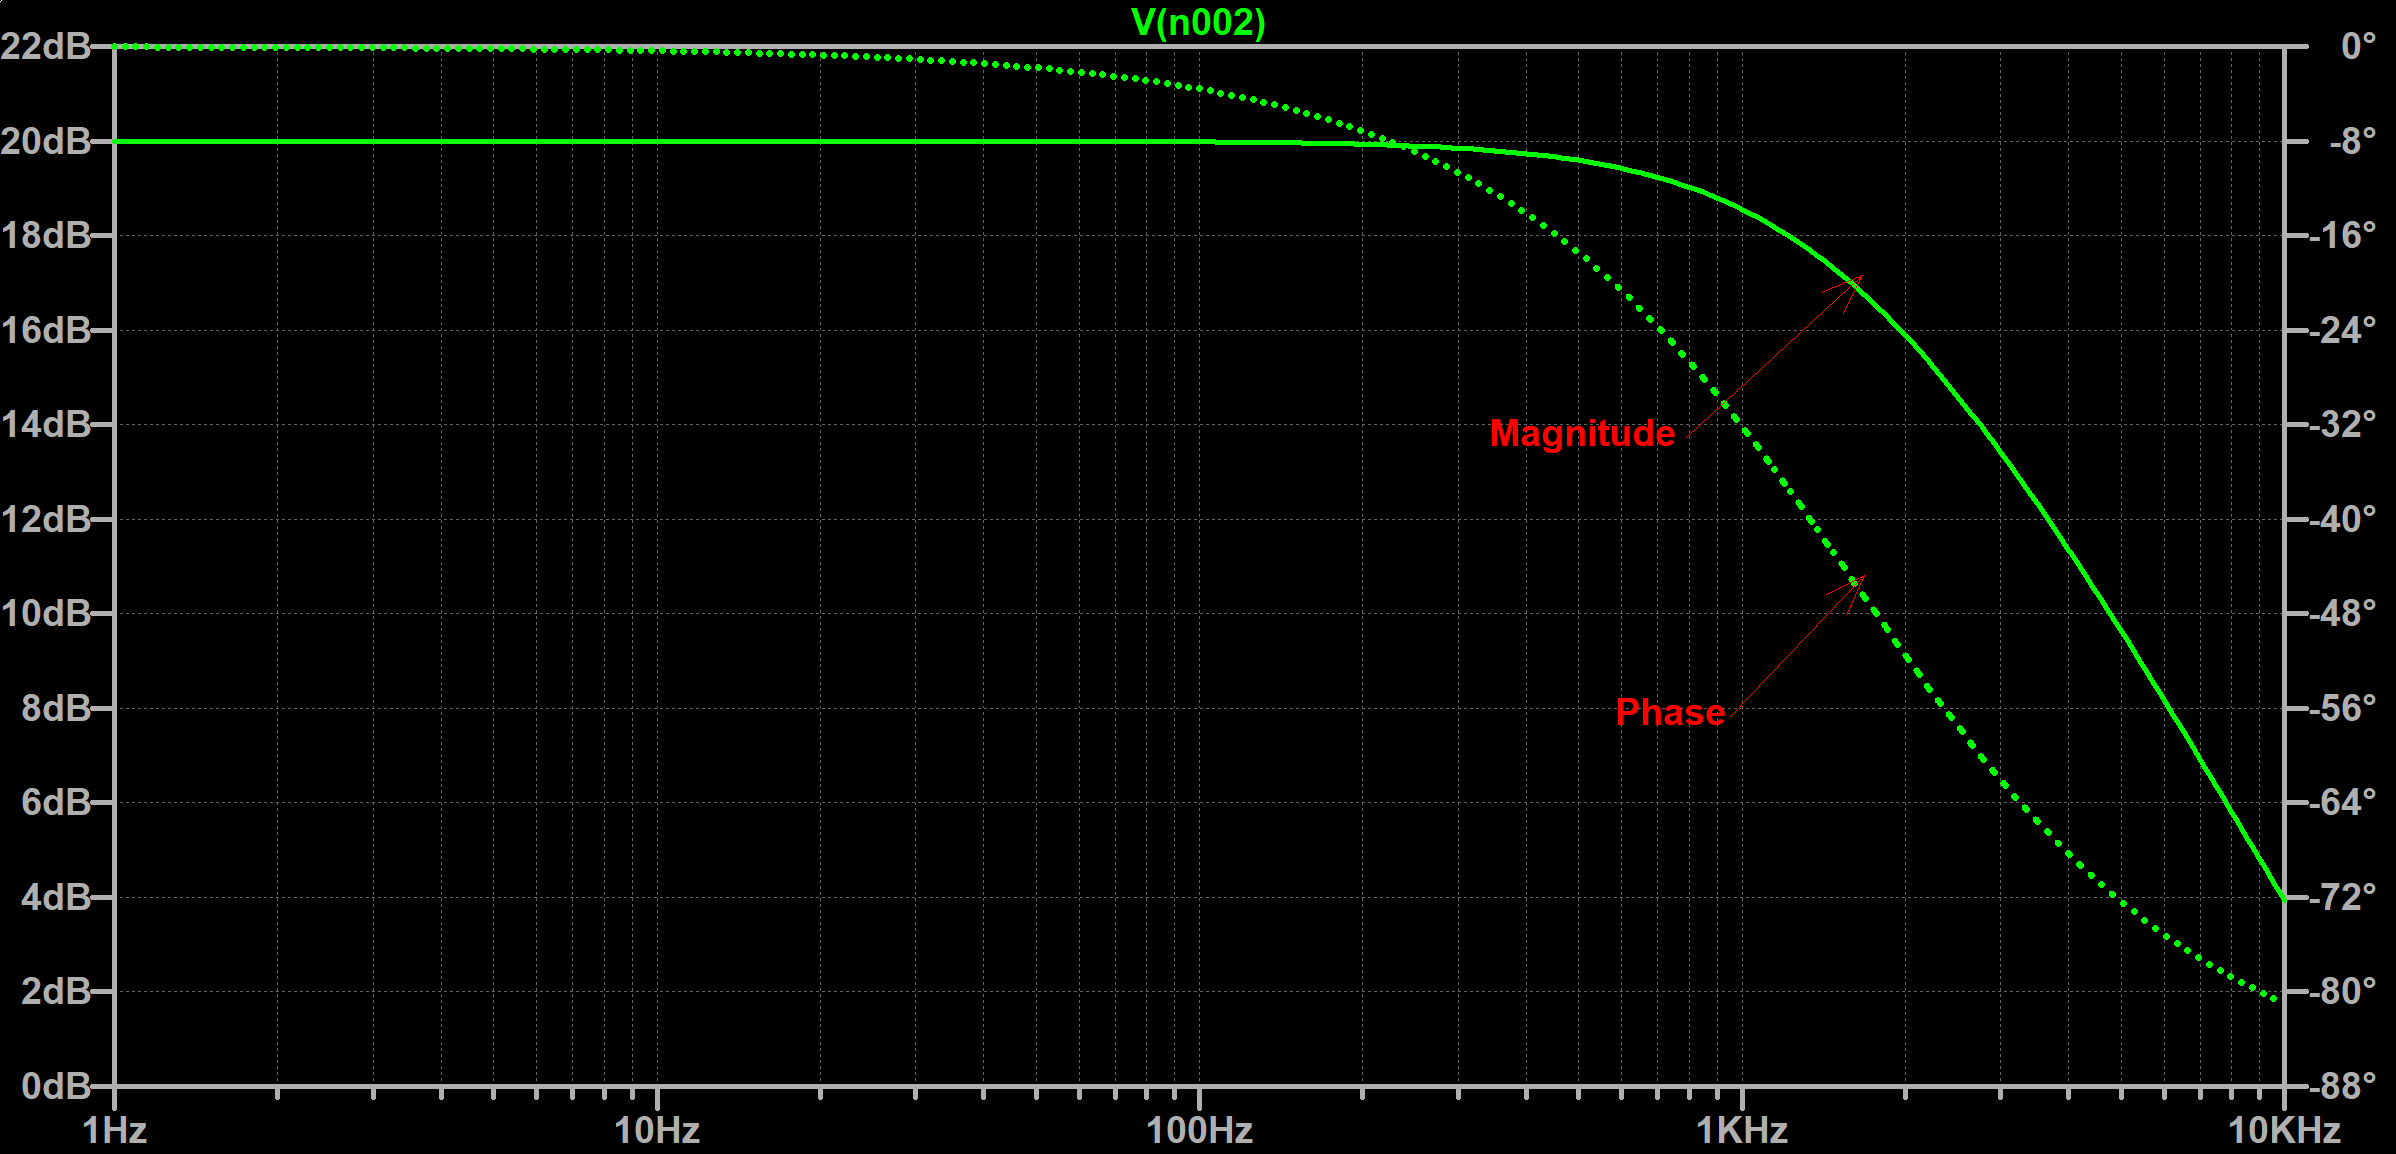 V(n002)
22dB 0°
20dB -8°
18dB -16°
16dB -24°
14dB -32°
Magnitude
12dB -40°
10dB -48°
8dB -56°
Phase
6dB -64°
4dB -72°
2dB -80°
0dB -88°
1Hz 10Hz 100Hz 1KHz 10KHz